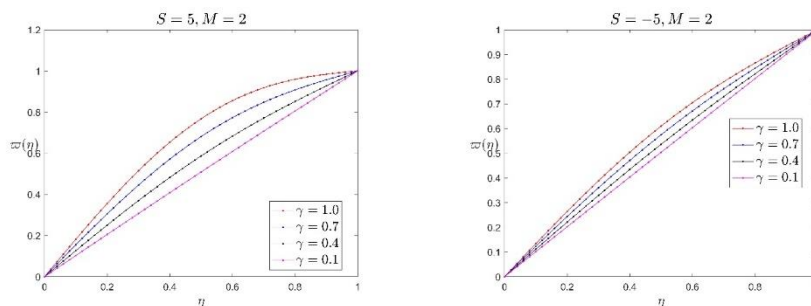 S = 5, M = 2
1.2
1
0.8
ϖ(η)
0.6
0.4
0.2
0
0 0.2 0.4 0.6 0.8 1
η
γ = 1.0
γ = 0.7
γ = 0.4
γ = 0.1
S = −5, M = 2
1
0.9
0.8
0.7
0.6
ϖ(η)
0.5
0.4
0.3
0.2
0.1
0
0 0.2 0.4 0.6 0.8
η
γ = 1.0
γ = 0.7
γ = 0.4
γ = 0.1